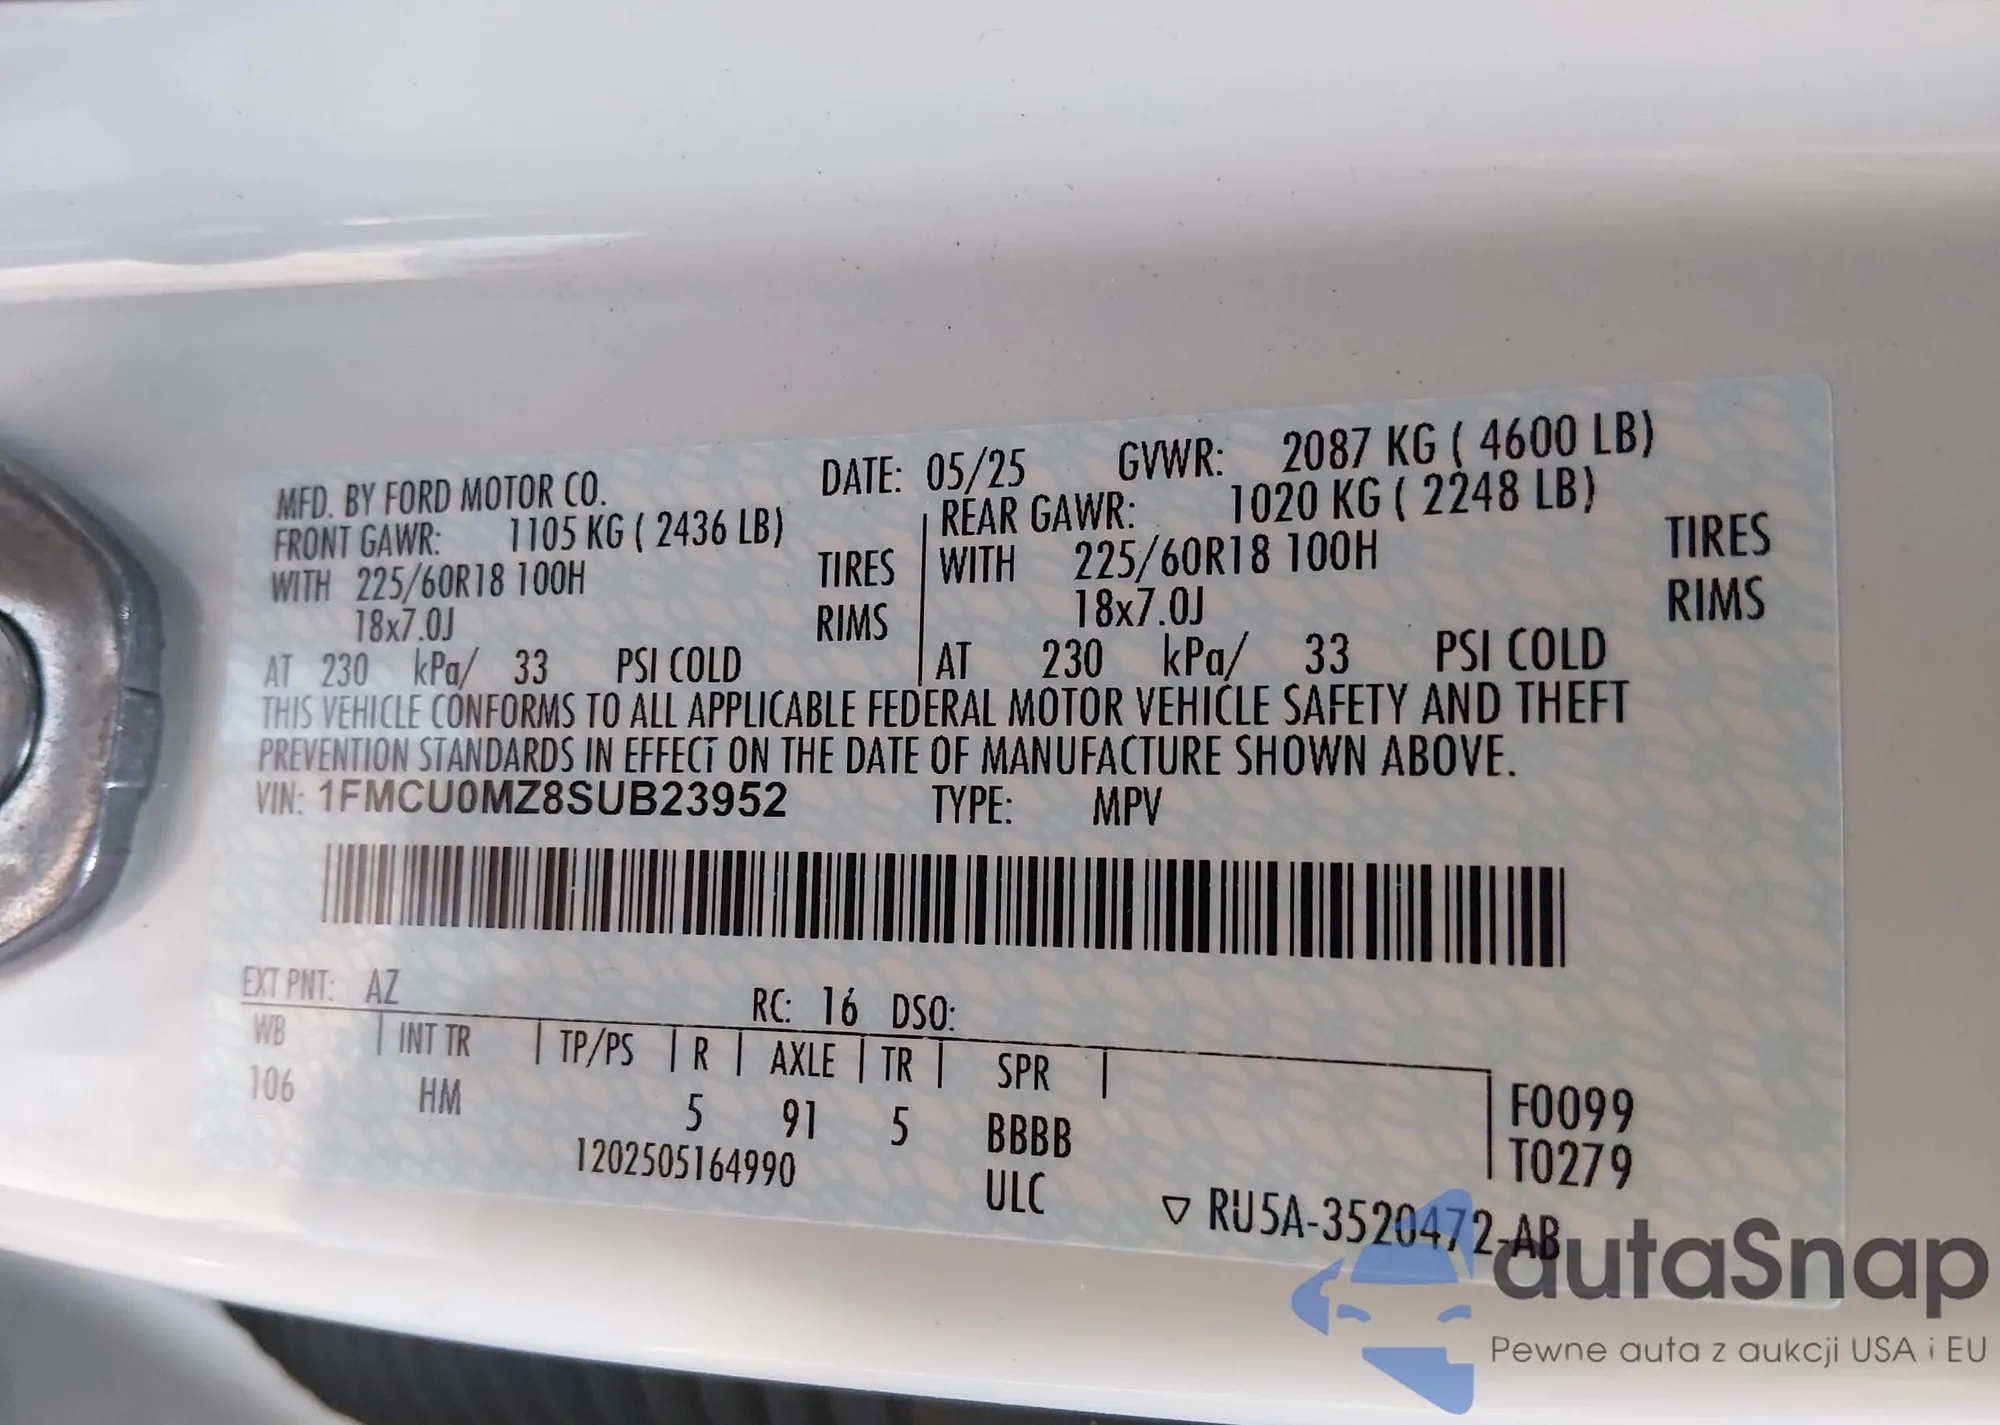 MFD. BY FORD MOTOR CO. DATE: 05/25 GVWR: 2087 KG ( 4600 LB)
FRONT GAWR: 1105 KG ( 2436 LB) REAR GAWR: 1020 KG ( 2248 LB)
WITH 225/60R18 100H TIRES WITH 225/60R18 100H TIRES
18x7.0J RIMS 18x7.0J RIMS
AT 230 kPa/ 33 PSI COLD AT 230 kPa/ 33 PSI COLD
THIS VEHICLE CONFORMS TO ALL APPLICABLE FEDERAL MOTOR VEHICLE SAFETY AND THEFT
PREVENTION STANDARDS IN EFFECT ON THE DATE OF MANUFACTURE SHOWN ABOVE.
VIN: 1FMCU0MZ8SUB23952 TYPE: MPV
EXT PNT: AZ RC: 16 DSO:
WB INT TR TP/PS R AXLE TR SPR
106 HM 5 91 5 BBBB F0099
1202505164990 ULC T0279
RU5A-3520472-AB
autaSnap
Pewne auta z aukcji USA i EU